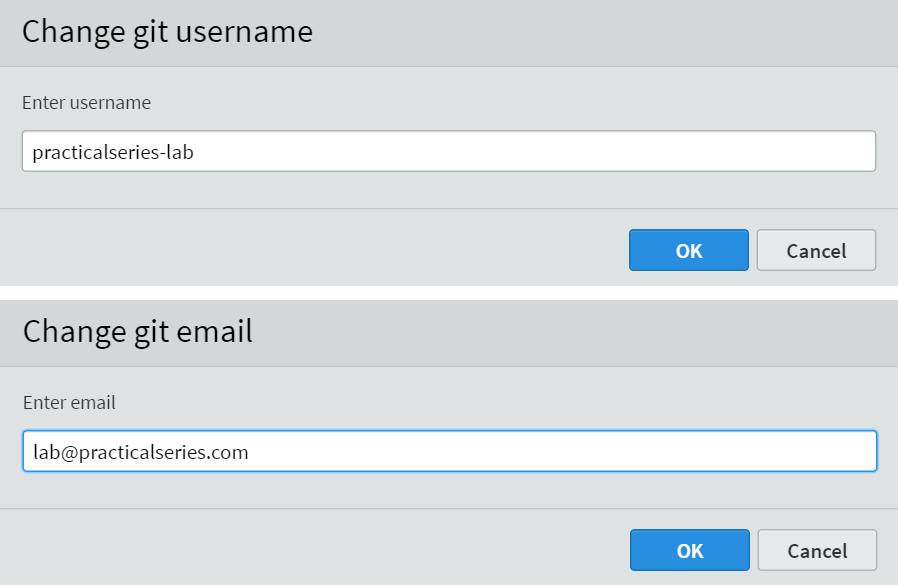 Change git username
Enter username
practicalseries-lab
OK Cancel
Change git email
Enter email
lab@practicalseries.com
OK Cancel